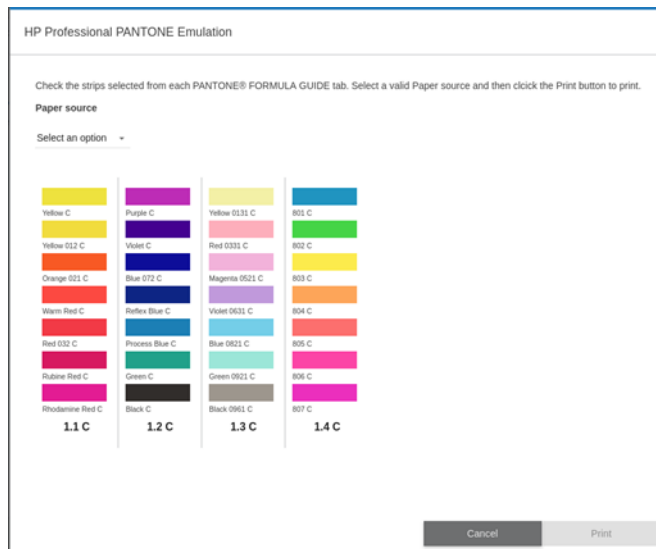 HP Professional PANTONE Emulation
Check the strips selected from each PANTONE® FORMULA GUIDE tab. Select a valid Paper source and then clcick the Print button to print.
Paper source
Select an option
Yellow C
Yellow 012 C
Orange 021 C
Warm Red C
Red 032 C
Rubine Red C
Rhodamine Red C
1.1 C
Purple C
Violet C
Blue 072 C
Reflex Blue C
Process Blue C
Green C
Black C
1.2 C
Yellow 0131 C
Red 0331 C
Magenta 0521 C
Violet 0631 C
Blue 0821 C
Green 0921 C
Black 0961 C
1.3 C
801 C
802 C
803 C
804 C
805 C
806 C
807 C
1.4 C
Cancel
Print